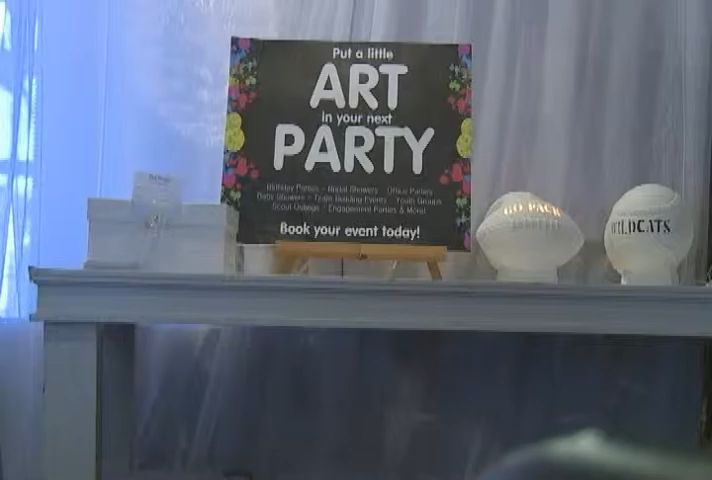 Put a little
ART
in your next
PARTY
Birthday Parties - Bridal Showers - Office Parties
Baby Showers - Team Building Events - Youth Groups
Scout Outings - Engagement Parties & More!
Book your event today!
GO PACK
WILDCATS